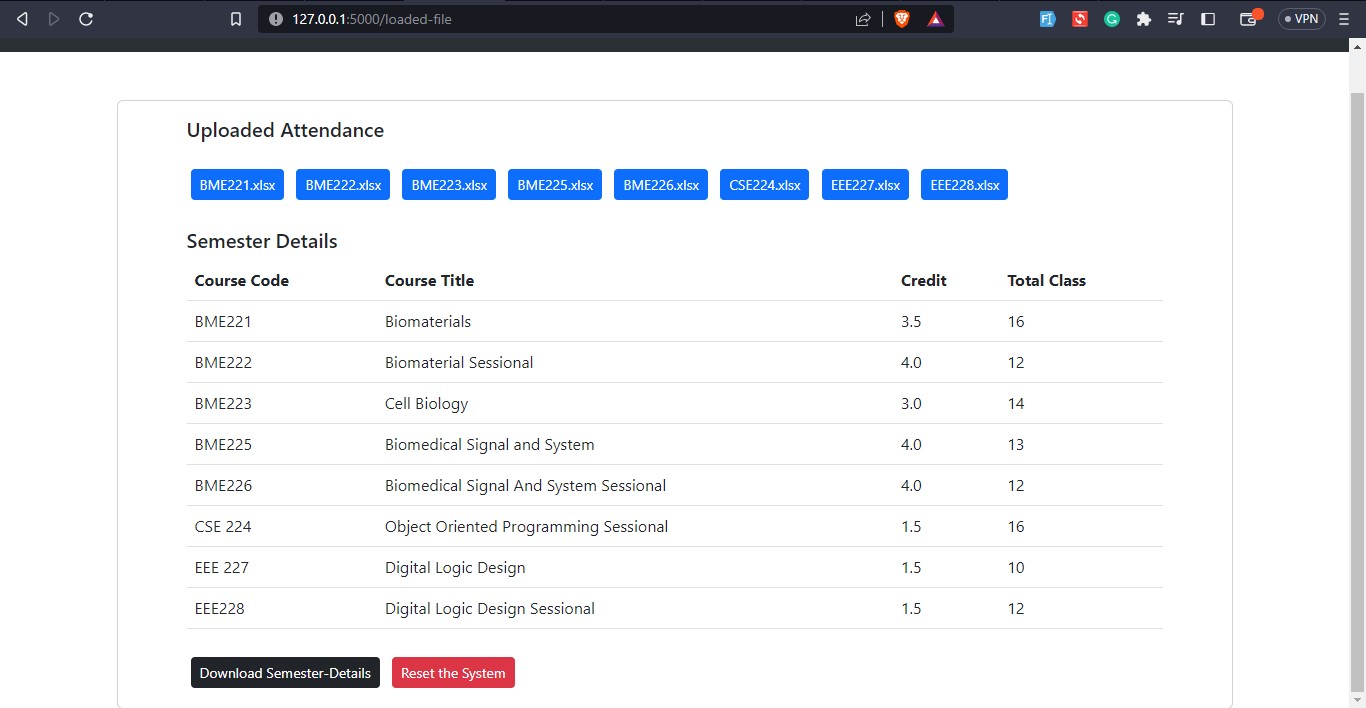 127.0.0.1:5000/loaded-file
VPN
Uploaded Attendance
BME221.xlsx BME222.xlsx BME223.xlsx BME225.xlsx BME226.xlsx CSE224.xlsx EEE227.xlsx EEE228.xlsx
Semester Details
Course Code Course Title Credit Total Class
BME221 Biomaterials 3.5 16
BME222 Biomaterial Sessional 4.0 12
BME223 Cell Biology 3.0 14
BME225 Biomedical Signal and System 4.0 13
BME226 Biomedical Signal And System Sessional 4.0 12
CSE 224 Object Oriented Programming Sessional 1.5 16
EEE 227 Digital Logic Design 1.5 10
EEE228 Digital Logic Design Sessional 1.5 12
Download Semester-Details Reset the System